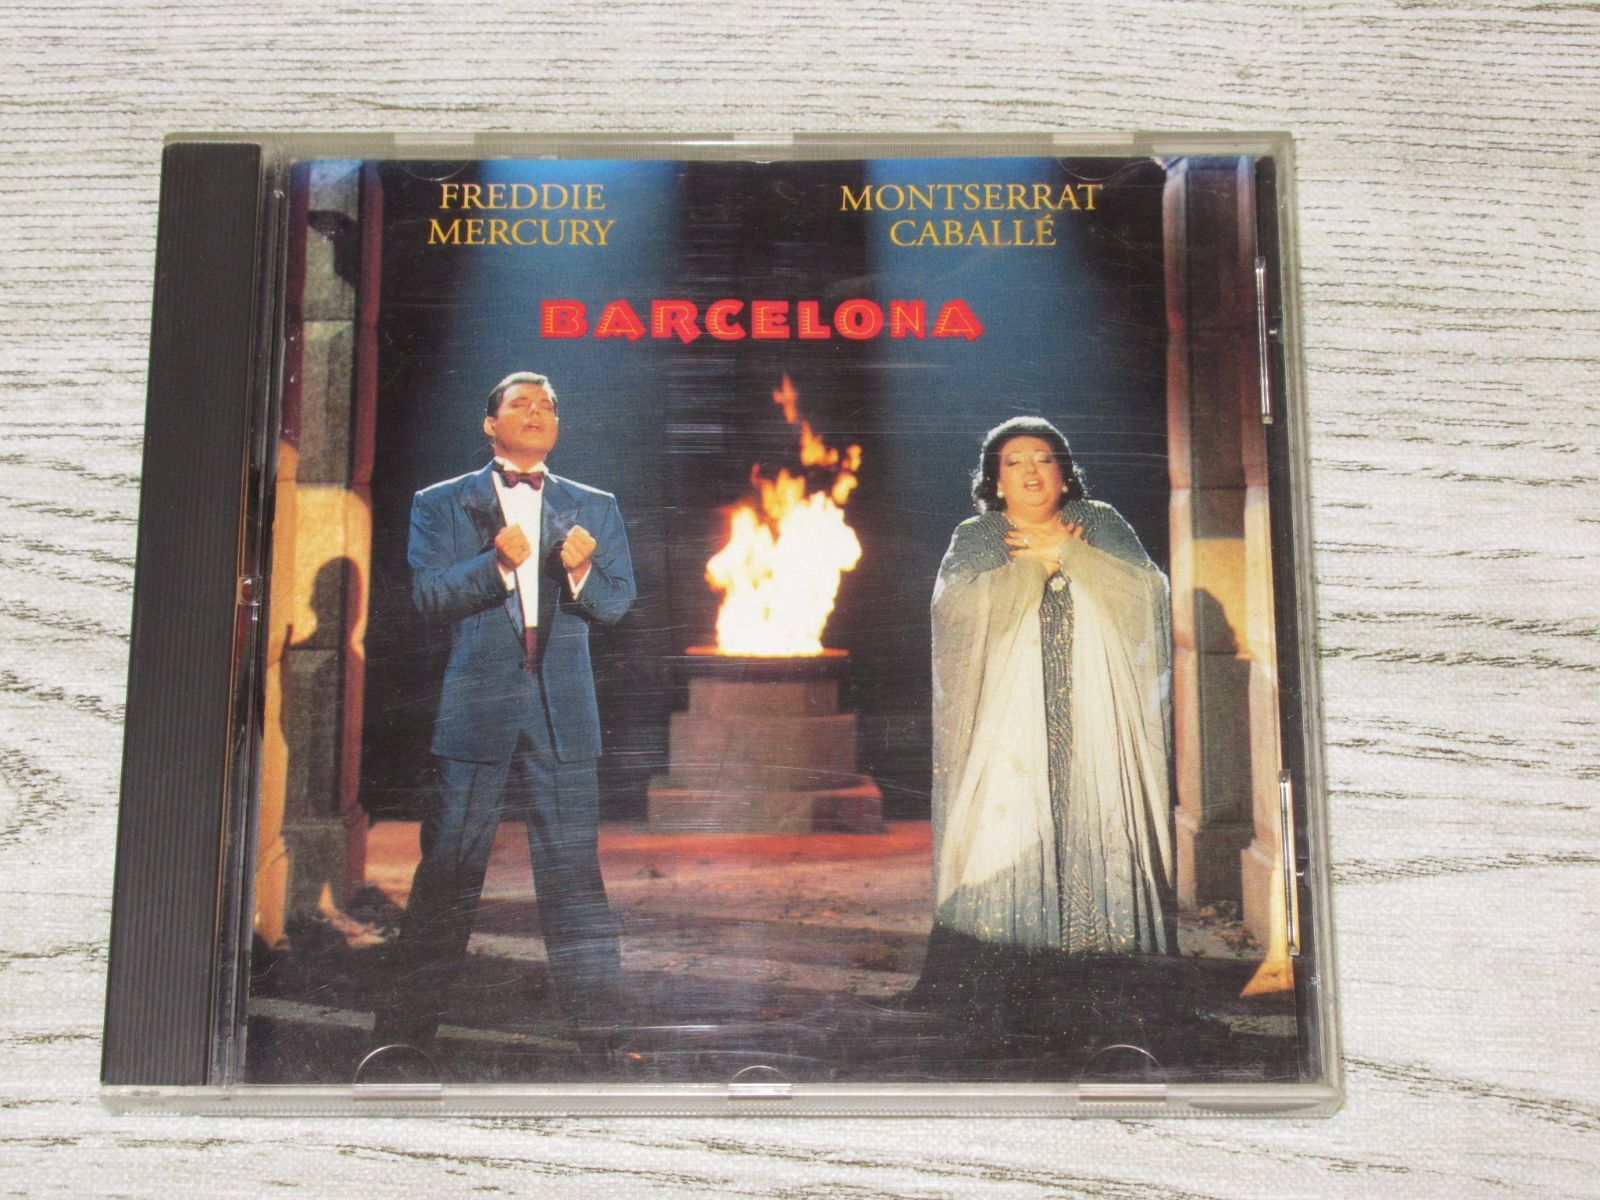 FREDDIE
MERCURY
MONTSERRAT
CABALLÉ
BARCELONA